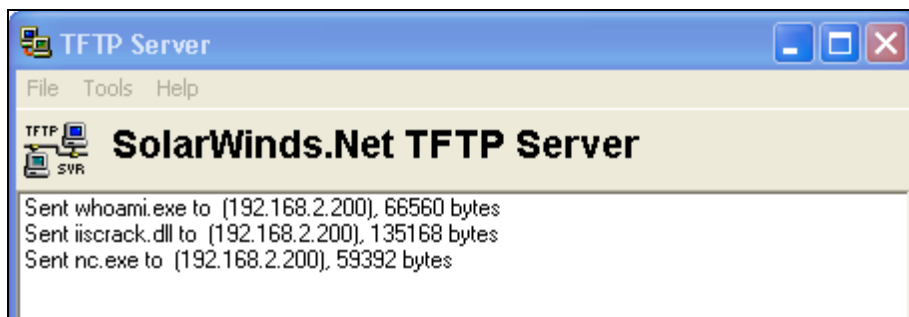 TFTP Server
File Tools Help
TFTP
SVR
SolarWinds.Net TFTP Server
Sent whoami.exe to (192.168.2.200), 66560 bytes
Sent iiscrack.dll to (192.168.2.200), 135168 bytes
Sent nc.exe to (192.168.2.200), 59392 bytes